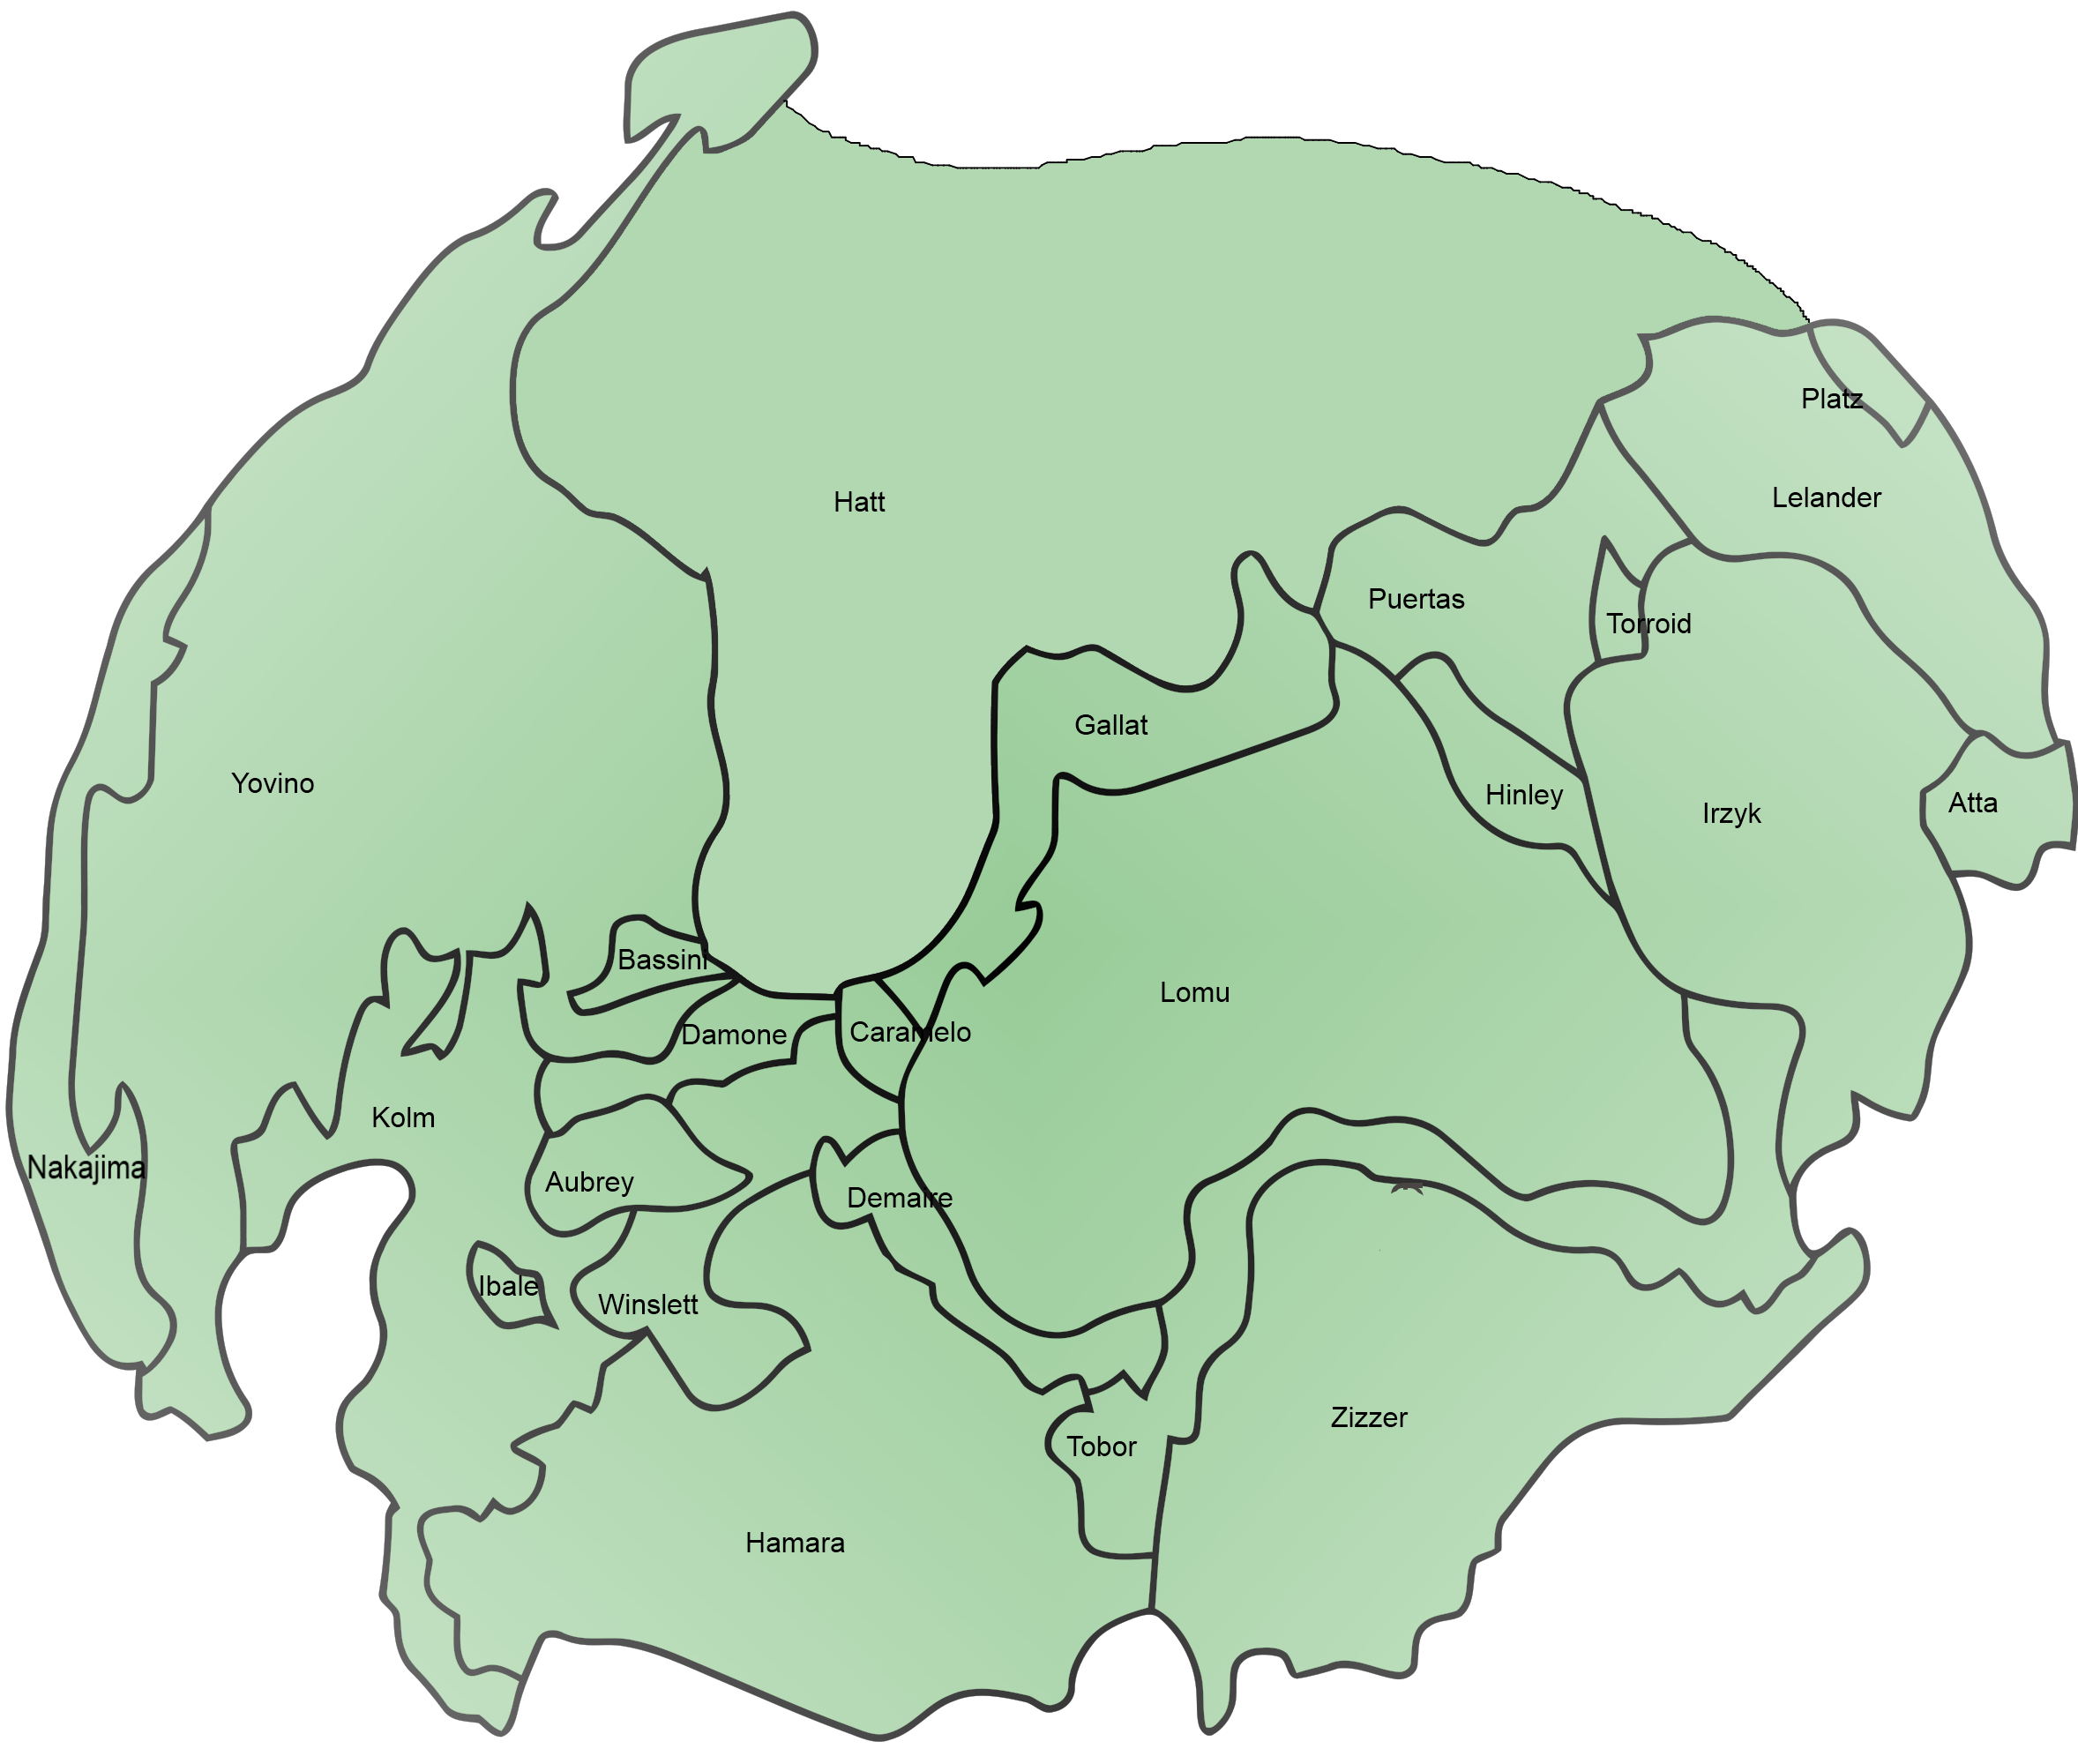 Platz
Lelander
Hatt
Puertas
Torroid
Gallat
Yovino
Hinley
Atta
Irzyk
Bassini
Lomu
Damone
Caramelo
Kolm
Nakajima
Aubrey
Demaire
Ibale
Winslett
Zizzer
Tobor
Hamara